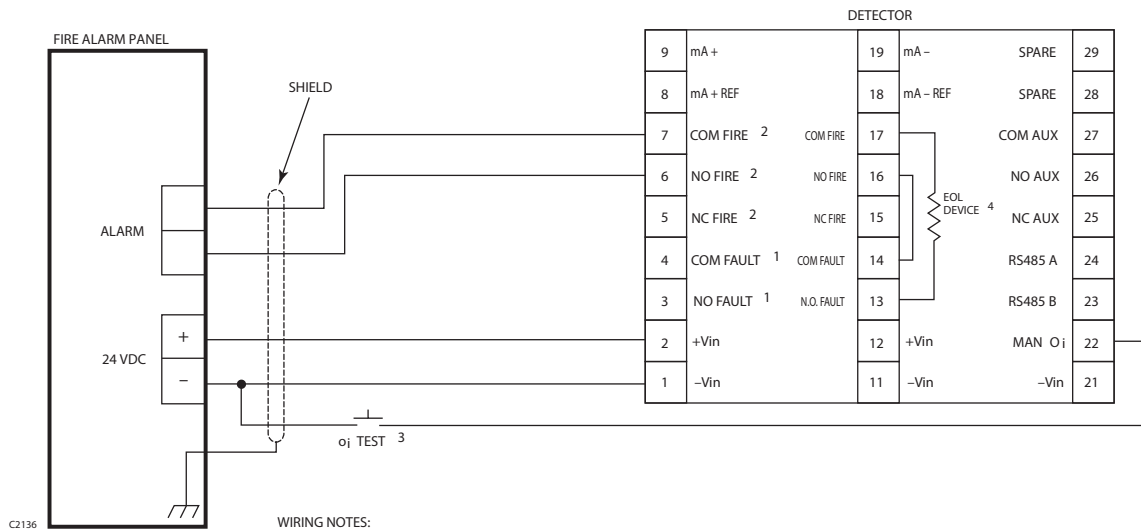 DETECTOR
FIRE ALARM PANEL
SHIELD
ALARM
24 VDC
+
−
9 mA + 19 mA – SPARE 29
8 mA + REF 18 mA – REF SPARE 28
7 COM FIRE 2 COM FIRE 17 COM AUX 27
6 NO FIRE 2 NO FIRE 16 NO AUX 26
5 NC FIRE 2 NC FIRE 15 NC AUX 25
4 COM FAULT 1 COM FAULT 14 RS485 A 24
3 NO FAULT 1 N.O. FAULT 13 RS485 B 23
2 +Vin 12 +Vin MAN Oi 22
1 –Vin 11 –Vin –Vin 21
EOL
DEVICE 4
oi TEST 3
C2136
WIRING NOTES: